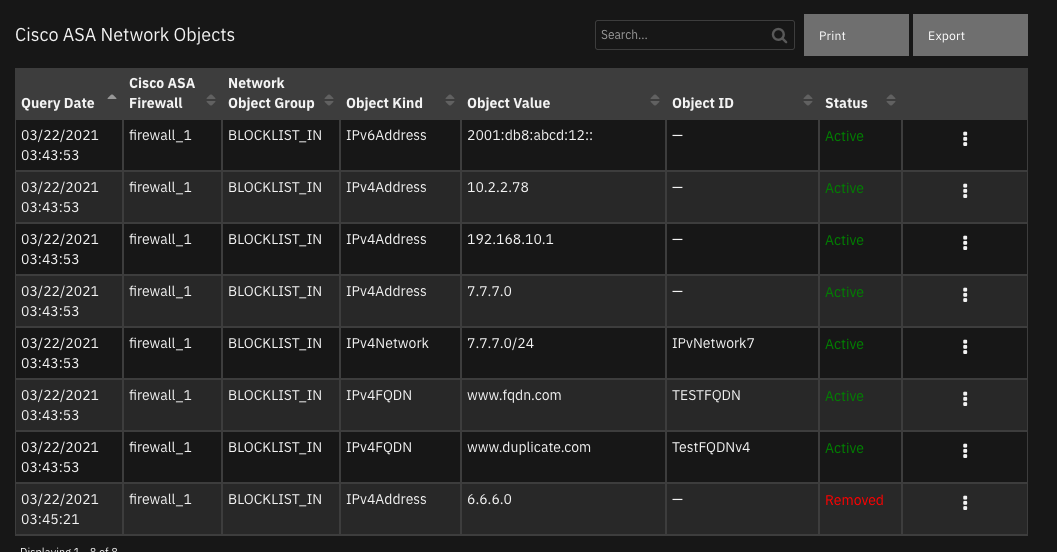 Cisco ASA Network Objects
Search...
Print
Export
Query Date
Cisco ASA
Firewall
Network
Object Group
Object Kind
Object Value
Object ID
Status
03/22/2021
03:43:53
firewall_1
BLOCKLIST_IN
IPv6Address
2001:db8:abcd:12::
—
Active
03/22/2021
03:43:53
firewall_1
BLOCKLIST_IN
IPv4Address
10.2.2.78
—
Active
03/22/2021
03:43:53
firewall_1
BLOCKLIST_IN
IPv4Address
192.168.10.1
—
Active
03/22/2021
03:43:53
firewall_1
BLOCKLIST_IN
IPv4Address
7.7.7.0
—
Active
03/22/2021
03:43:53
firewall_1
BLOCKLIST_IN
IPv4Network
7.7.7.0/24
IPvNetwork7
Active
03/22/2021
03:43:53
firewall_1
BLOCKLIST_IN
IPv4FQDN
www.fqdn.com
TESTFQDN
Active
03/22/2021
03:43:53
firewall_1
BLOCKLIST_IN
IPv4FQDN
www.duplicate.com
TestFQDNv4
Active
03/22/2021
03:45:21
firewall_1
BLOCKLIST_IN
IPv4Address
6.6.6.0
—
Removed
Displaying 1 - 8 of 8